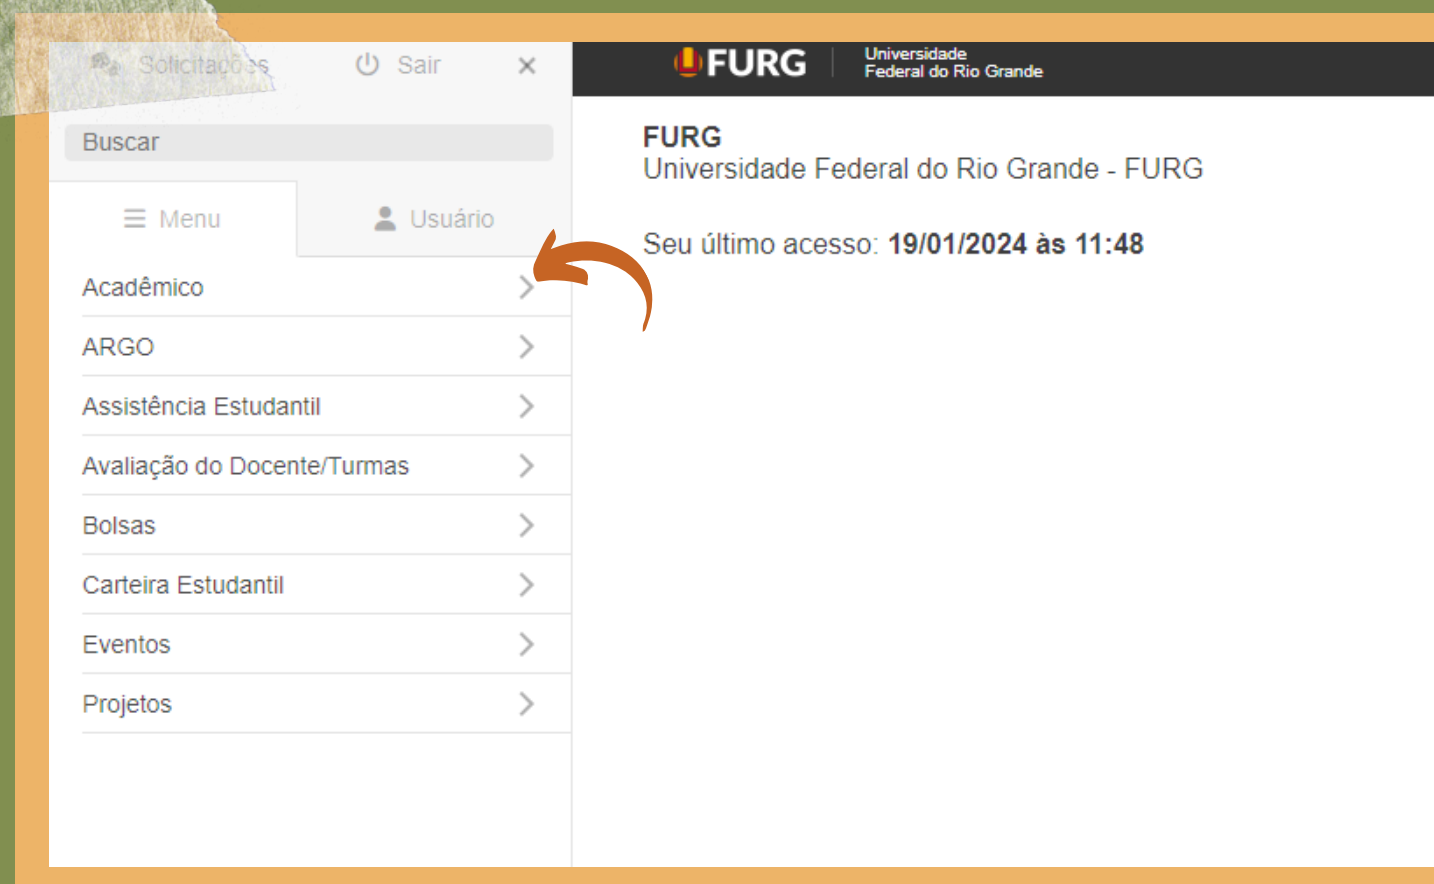 Solicitações
Sair
FURG
Universidade
Federal do Rio Grande
Buscar
FURG
Universidade Federal do Rio Grande - FURG
Menu
Usuário
Seu último acesso: 19/01/2024 às 11:48
Acadêmico
ARGO
Assistência Estudantil
Avaliação do Docente/Turmas
Bolsas
Carteira Estudantil
Eventos
Projetos